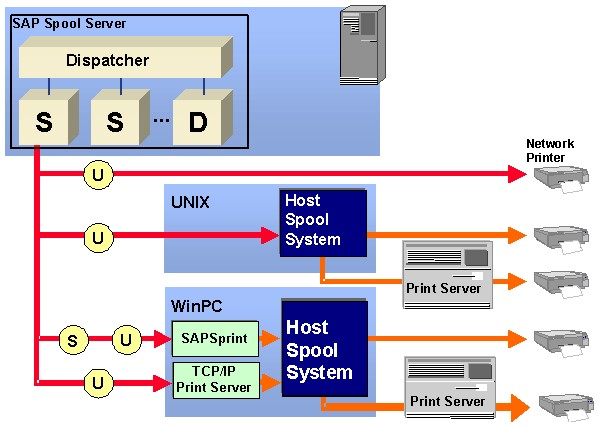 SAP Spool Server
Dispatcher
S
S
...
D
Network
Printer
U
UNIX
Host
Spool
System
U
Print Server
WinPC
S
U
SAPSprint
Host
Spool
System
U
TCP/IP
Print Server
Print Server